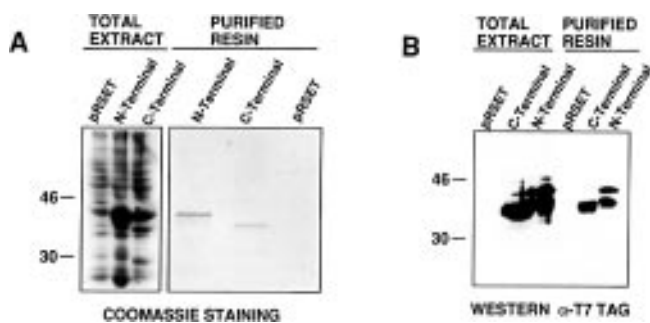 A
TOTAL EXTRACT
PURIFIED RESIN
pRSET
N-Terminal
C-Terminal
N-Terminal
C-Terminal
pRSET
46
30
COOMASSIE STAINING
B
TOTAL EXTRACT
PURIFIED RESIN
pRSET
C-Terminal
N-Terminal
pRSET
C-Terminal
N-Terminal
46
30
WESTERN α-T7 TAG